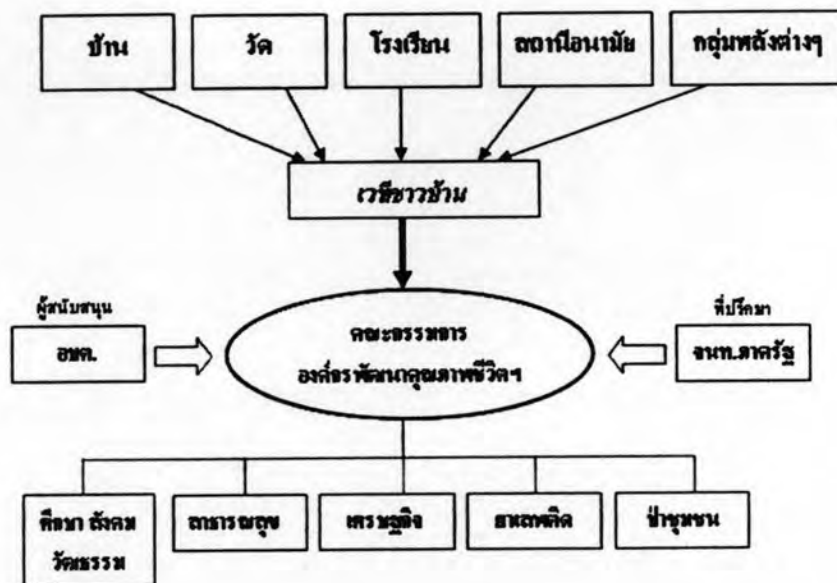 บ้าน
วัด
โรงเรียน
สถานีอนามัย
กลุ่มพลังต่างๆ
เวทีชาวบ้าน
ผู้สนับสนุน
อบต.
คณะกรรมการ
องค์กรพัฒนาคุณภาพชีวิตฯ
ที่ปรึกษา
จนท.ภาครัฐ
ศึกษา สังคม
วัฒธรรม
สาธารณสุข
เศรษฐกิจ
ยาเสพติด
ป่าชุมชน